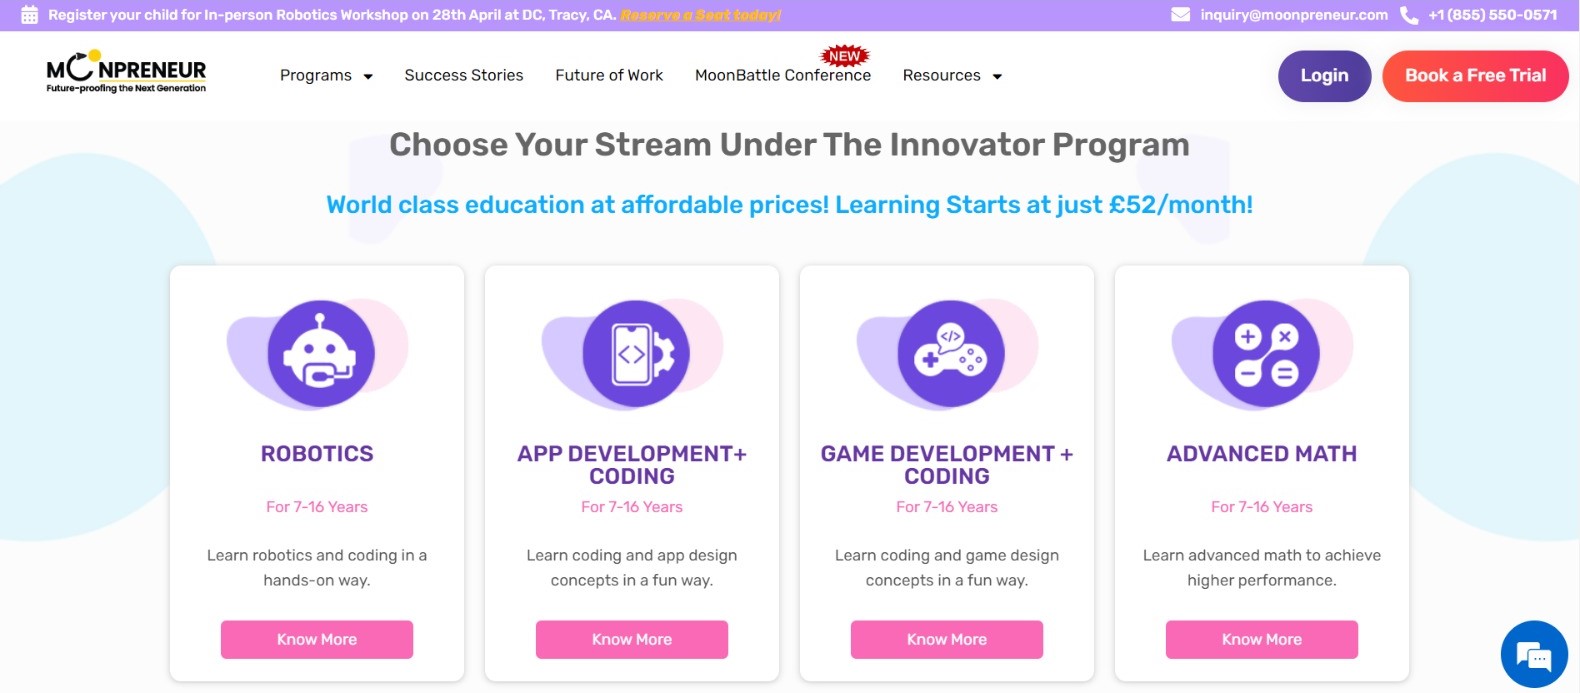 Register your child for In-person Robotics Workshop on 28th April at DC, Tracy, CA. Reserve a Seat today!
inquiry@moonpreneur.com +1 (855) 550-0571
MOONPRENEUR
Future-proofing the Next Generation
Programs Success Stories Future of Work MoonBattle Conference Resources
NEW
Login Book a Free Trial
Choose Your Stream Under The Innovator Program
World class education at affordable prices! Learning Starts at just £52/month!
ROBOTICS
For 7-16 Years
Learn robotics and coding in a
hands-on way.
Know More
APP DEVELOPMENT+
CODING
For 7-16 Years
Learn coding and app design
concepts in a fun way.
Know More
GAME DEVELOPMENT +
CODING
For 7-16 Years
Learn coding and game design
concepts in a fun way.
Know More
ADVANCED MATH
For 7-16 Years
Learn advanced math to achieve
higher performance.
Know More